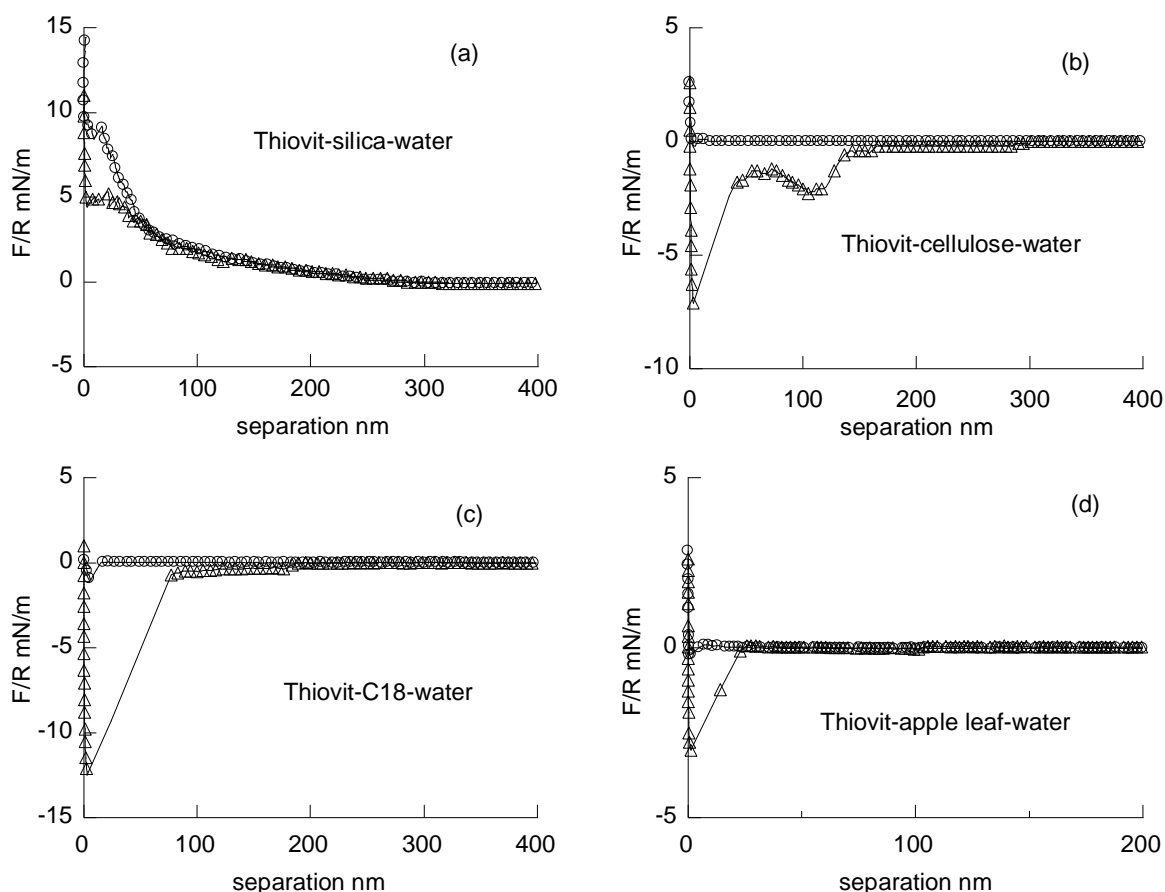 15
10
5
0
-5
F/R mN/m
(a)
Thiovit-silica-water
0 100 200 300 400
separation nm
5
0
-5
-10
F/R mN/m
(b)
Thiovit-cellulose-water
0 100 200 300 400
separation nm
5
0
-5
-10
-15
F/R mN/m
(c)
Thiovit-C18-water
0 100 200 300 400
separation nm
5
0
-5
F/R mN/m
(d)
Thiovit-apple leaf-water
0 100 200
separation nm